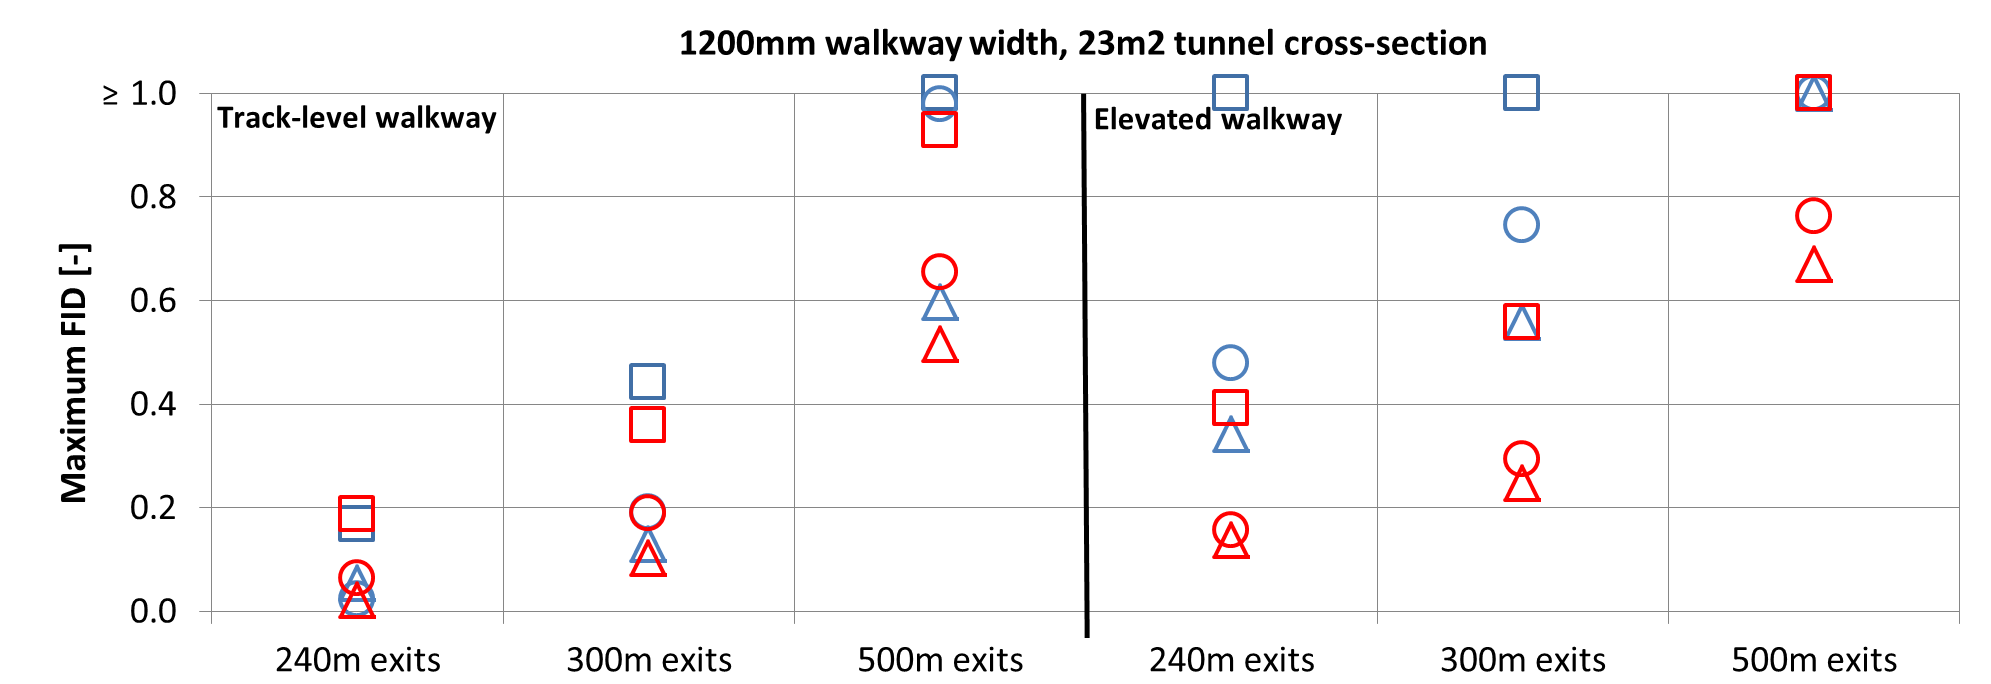 1200mm walkway width, 23m2 tunnel cross-section
≥ 1.0
0.8
0.6
0.4
0.2
0.0
Maximum FID [-]
Track-level walkway
Elevated walkway
240m exits
300m exits
500m exits
240m exits
300m exits
500m exits